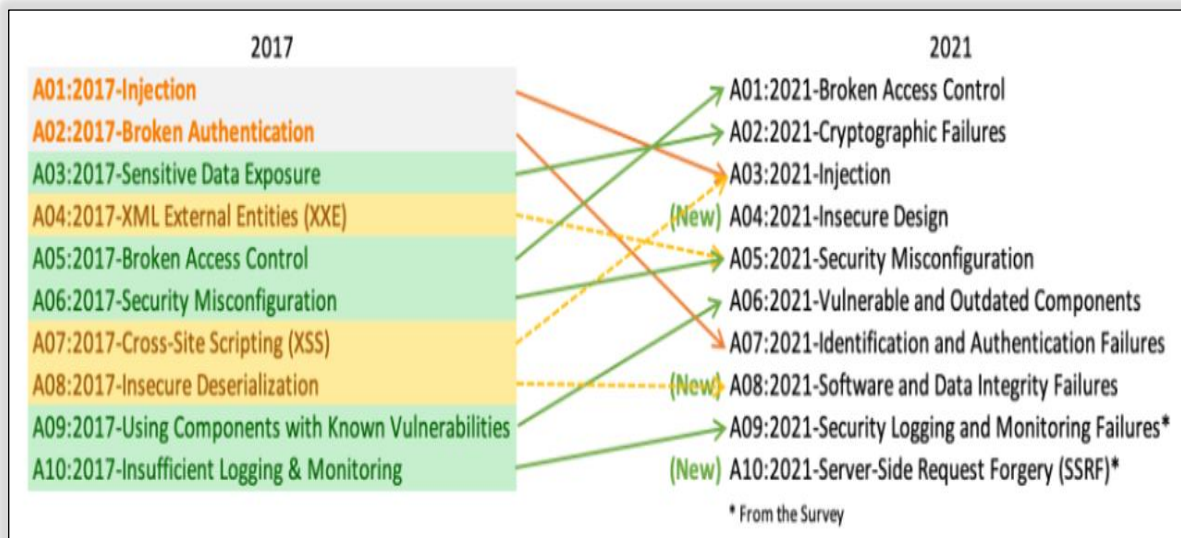 2017
A01:2017-Injection
A02:2017-Broken Authentication
A03:2017-Sensitive Data Exposure
A04:2017-XML External Entities (XXE)
A05:2017-Broken Access Control
A06:2017-Security Misconfiguration
A07:2017-Cross-Site Scripting (XSS)
A08:2017-Insecure Deserialization
A09:2017-Using Components with Known Vulnerabilities
A10:2017-Insufficient Logging & Monitoring
2021
A01:2021-Broken Access Control
A02:2021-Cryptographic Failures
A03:2021-Injection
(New) A04:2021-Insecure Design
A05:2021-Security Misconfiguration
A06:2021-Vulnerable and Outdated Components
A07:2021-Identification and Authentication Failures
(New) A08:2021-Software and Data Integrity Failures
A09:2021-Security Logging and Monitoring Failures*
(New) A10:2021-Server-Side Request Forgery (SSRF)*
* From the Survey